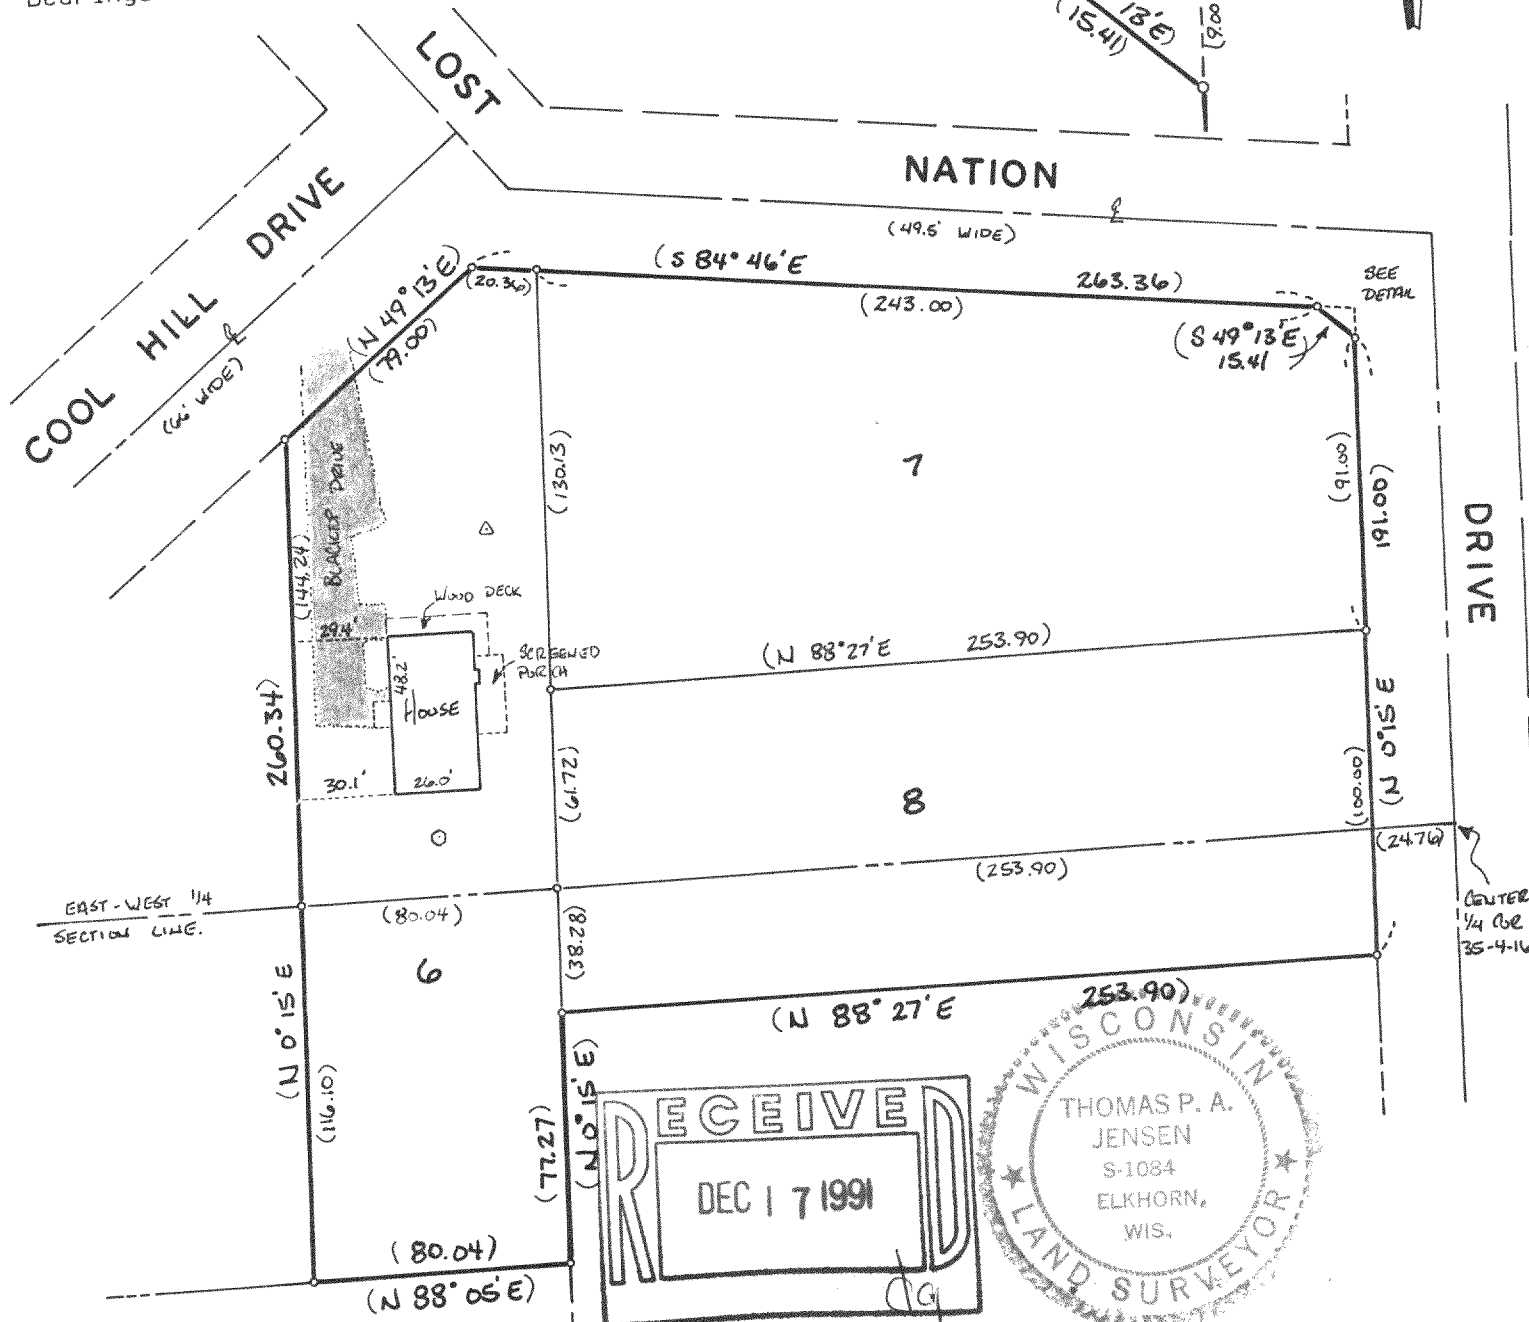 13'E)
(15.41)
(9.00
LOST
NATION
DRIVE
COOL HILL DRIVE
(66' WIDE)
(49.5' WIDE)
(N 49°13'E)
(79.00)
(20.36)
(S 84°46'E 263.36)
(243.00)
SEE
DETAIL
(S 49°13'E)
15.41
(130.13)
7
(91.00)
191.00)
(144.24)
BLACKTOP DRIVE
WOOD DECK
29.4'
SCREENED
PORCH
48.2'
HOUSE
(N 88°27'E 253.90)
260.34)
30.1'
26.0'
(61.72)
8
(100.00)
(N 0°15'E
(24.76)
(253.90)
EAST-WEST 1/4
SECTION LINE.
(80.04)
CENTER
1/4 COR
35-4-16
(38.28)
6
(N 0°15'E
(N 88°27'E 253.90)
(116.10)
(77.27)
(N 0°15'E)
(80.04)
(N 88°05'E)
RECEIVED
DEC 17 1991
WISCONSIN
THOMAS P. A.
JENSEN
S-1084
ELKHORN,
WIS.
LAND SURVEYOR